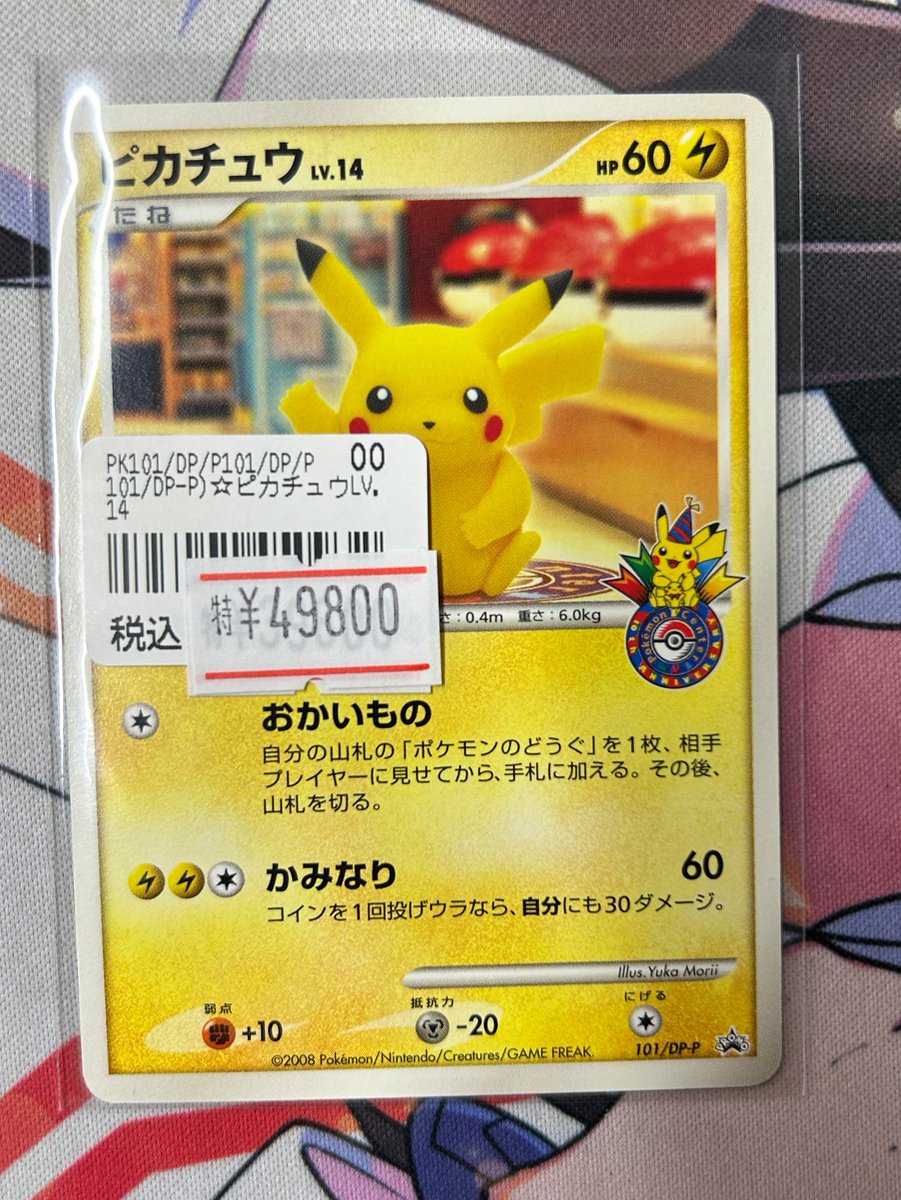 ピカチュウ LV.14
HP 60
たね
PK101/DP/P101/DP/P 00
101/DP-P)☆ピカチュウLV.
14
税込
特¥49800
さ:0.4m 重さ:6.0kg
Pokémon Center
10th ANNIVERSARY
おかいもの
自分の山札の「ポケモンのどうぐ」を1枚、相手
プレイヤーに見せてから、手札に加える。その後、
山札を切る。
かみなり 60
コインを1回投げウラなら、自分にも30ダメージ。
Illus. Yuka Morii
弱点 +10
抵抗力 -20
にげる
©2008 Pokémon/Nintendo/Creatures/GAME FREAK.
101/DP-P